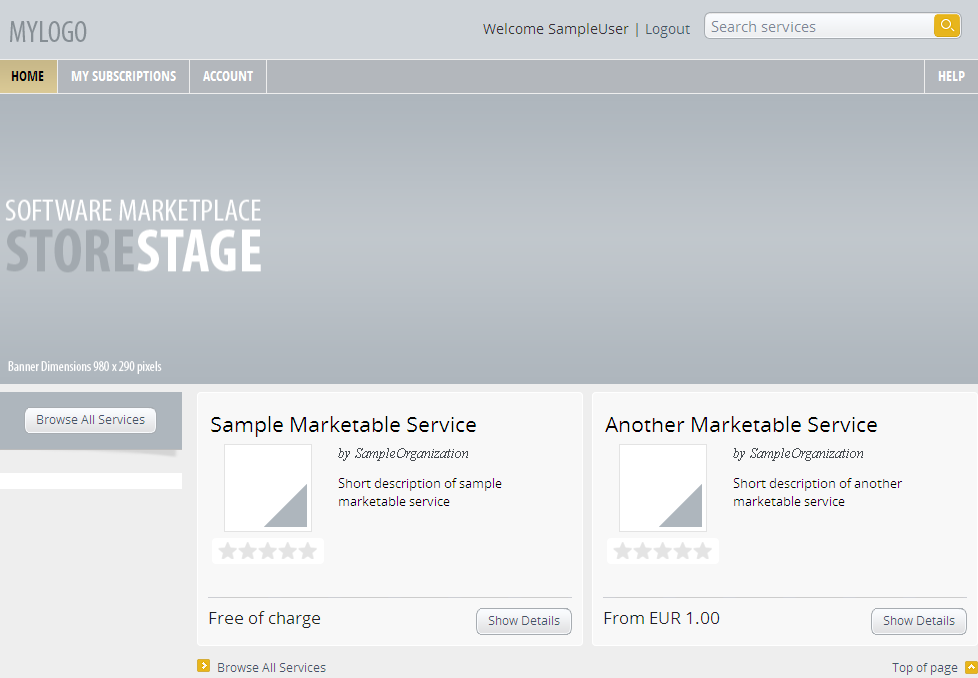 MYLOGO
Welcome SampleUser | Logout
Search services
HOME
MY SUBSCRIPTIONS
ACCOUNT
HELP
SOFTWARE MARKETPLACE
STORESTAGE
Banner Dimensions 980 x 290 pixels
Browse All Services
Sample Marketable Service
by SampleOrganization
Short description of sample
marketable service
Free of charge
Show Details
Another Marketable Service
by SampleOrganization
Short description of another
marketable service
From EUR 1.00
Show Details
Browse All Services
Top of page